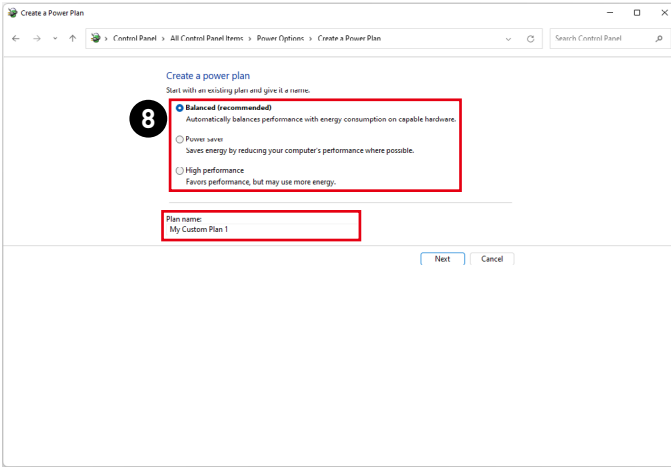 Create a Power Plan
Control Panel › All Control Panel Items › Power Options › Create a Power Plan
Search Control Panel
Create a power plan
Start with an existing plan and give it a name.
8
Balanced (recommended)
Automatically balances performance with energy consumption on capable hardware.
Power saver
Saves energy by reducing your computer's performance where possible.
High performance
Favors performance, but may use more energy.
Plan name:
My Custom Plan 1
Next Cancel